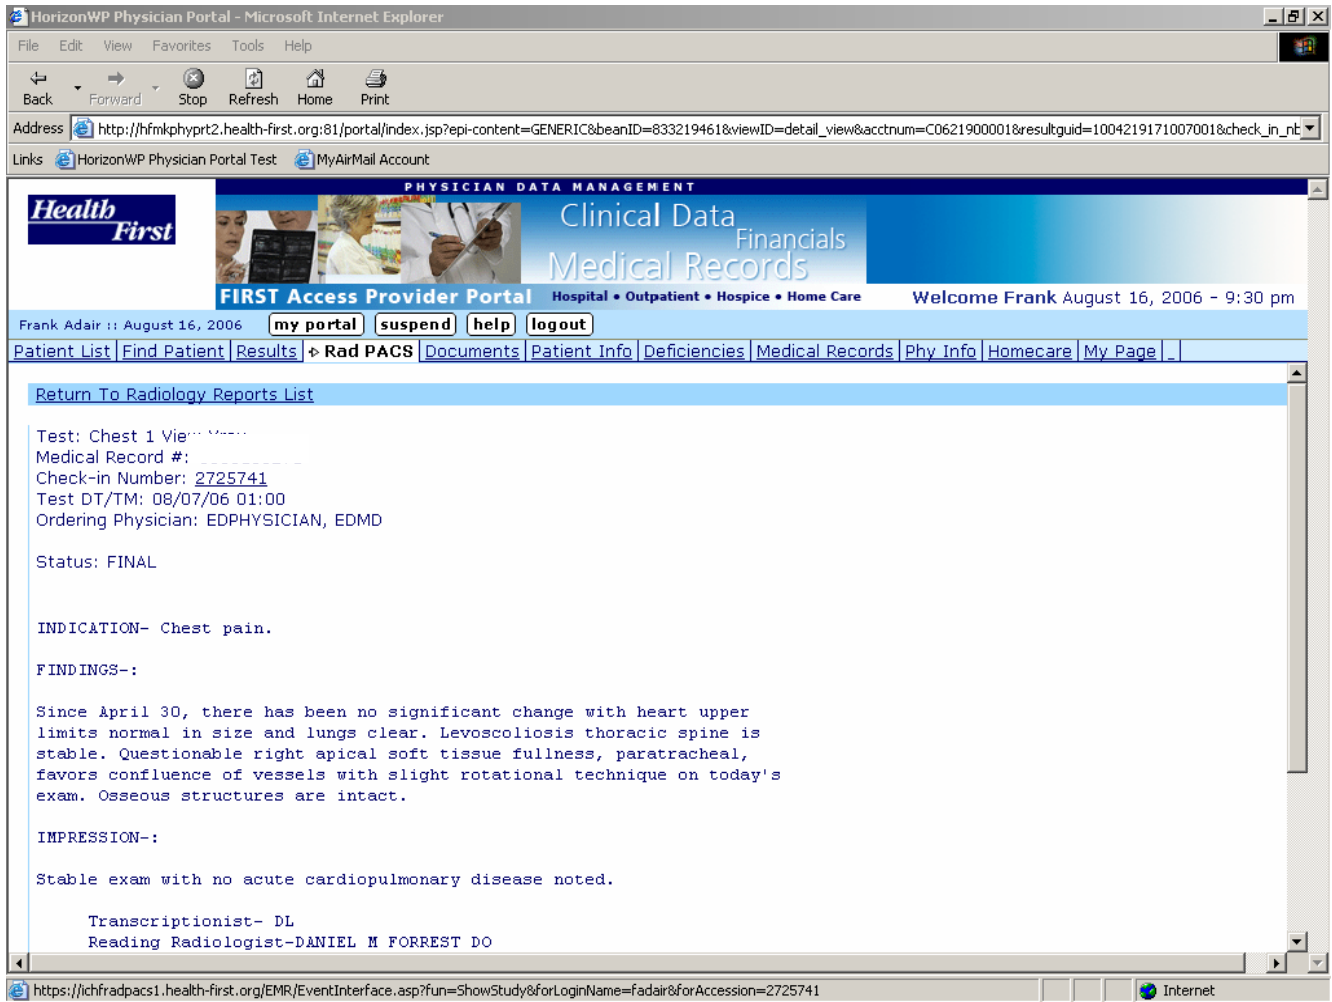 HorizonWP Physician Portal - Microsoft Internet Explorer
File Edit View Favorites Tools Help
Back Forward Stop Refresh Home Print
Address http://hfmkphyprt2.health-first.org:81/portal/index.jsp?epi-content=GENERIC&beanID=833219461&viewID=detail_view&acctnum=C0621900001&resultguid=1004219171007001&check_in_nt
Links HorizonWP Physician Portal Test MyAirMail Account
PHYSICIAN DATA MANAGEMENT
Health First
Clinical Data
Financials
Medical Records
FIRST Access Provider Portal Hospital • Outpatient • Hospice • Home Care Welcome Frank August 16, 2006 - 9:30 pm
Frank Adair :: August 16, 2006 my portal suspend help logout
Patient List Find Patient Results Rad PACS Documents Patient Info Deficiencies Medical Records Phy Info Homecare My Page _
Return To Radiology Reports List
Test: Chest 1 View
Medical Record #:
Check-in Number: 2725741
Test DT/TM: 08/07/06 01:00
Ordering Physician: EDPHYSICIAN, EDMD
Status: FINAL
INDICATION- Chest pain.
FINDINGS-:
Since April 30, there has been no significant change with heart upper
limits normal in size and lungs clear. Levoscoliosis thoracic spine is
stable. Questionable right apical soft tissue fullness, paratracheal,
favors confluence of vessels with slight rotational technique on today's
exam. Osseous structures are intact.
IMPRESSION-:
Stable exam with no acute cardiopulmonary disease noted.
Transcriptionist- DL
Reading Radiologist-DANIEL M FORREST DO
https://ichfradpacs1.health-first.org/EMR/EventInterface.asp?fun=ShowStudy&forLoginName=fadair&forAccession=2725741 Internet